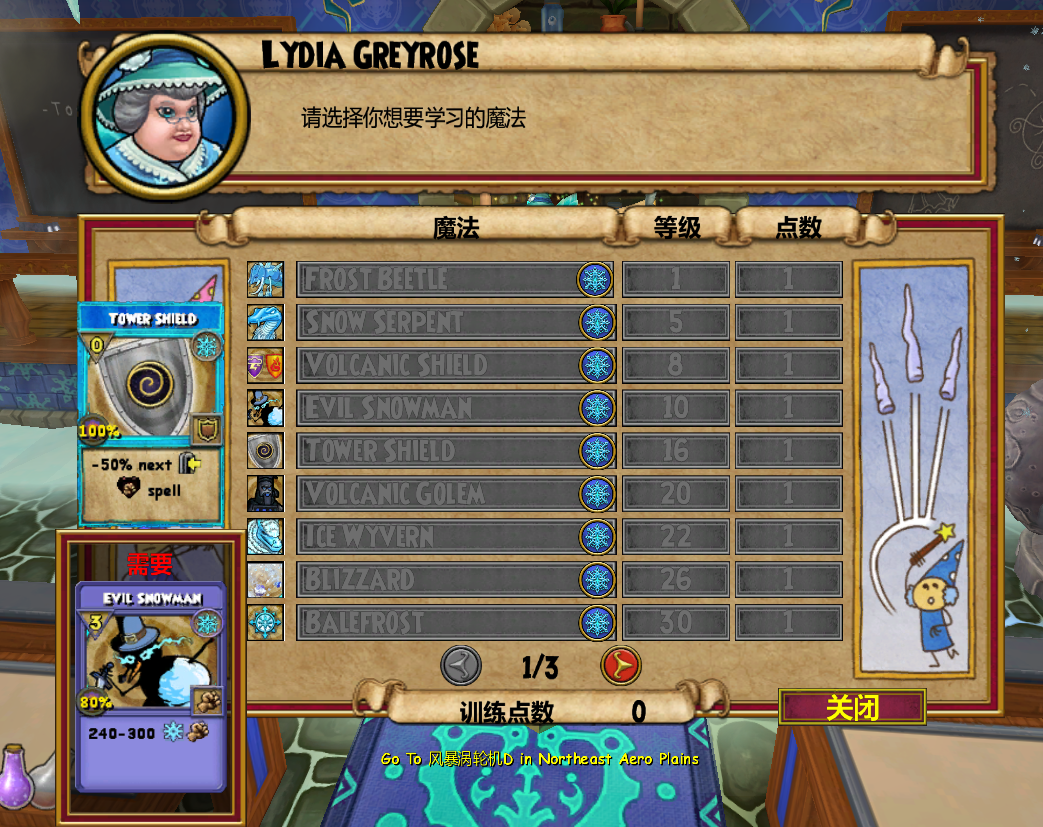 LYDIA GREYROSE
请选择你想要学习的魔法
魔法 等级 点数
FROST BEETLE 1 1
SNOW SERPENT 5 1
VOLCANIC SHIELD 8 1
EVIL SNOWMAN 10 1
TOWER SHIELD 16 1
VOLCANIC GOLEM 20 1
ICE WYVERN 22 1
BLIZZARD 26 1
BALEFROST 30 1
1/3
训练点数 0
关闭
TOWER SHIELD
0
100%
-50% next
spell
需要
EVIL SNOWMAN
3
80%
240-300
Go To 风暴涡轮机D in Northeast Aero Plains